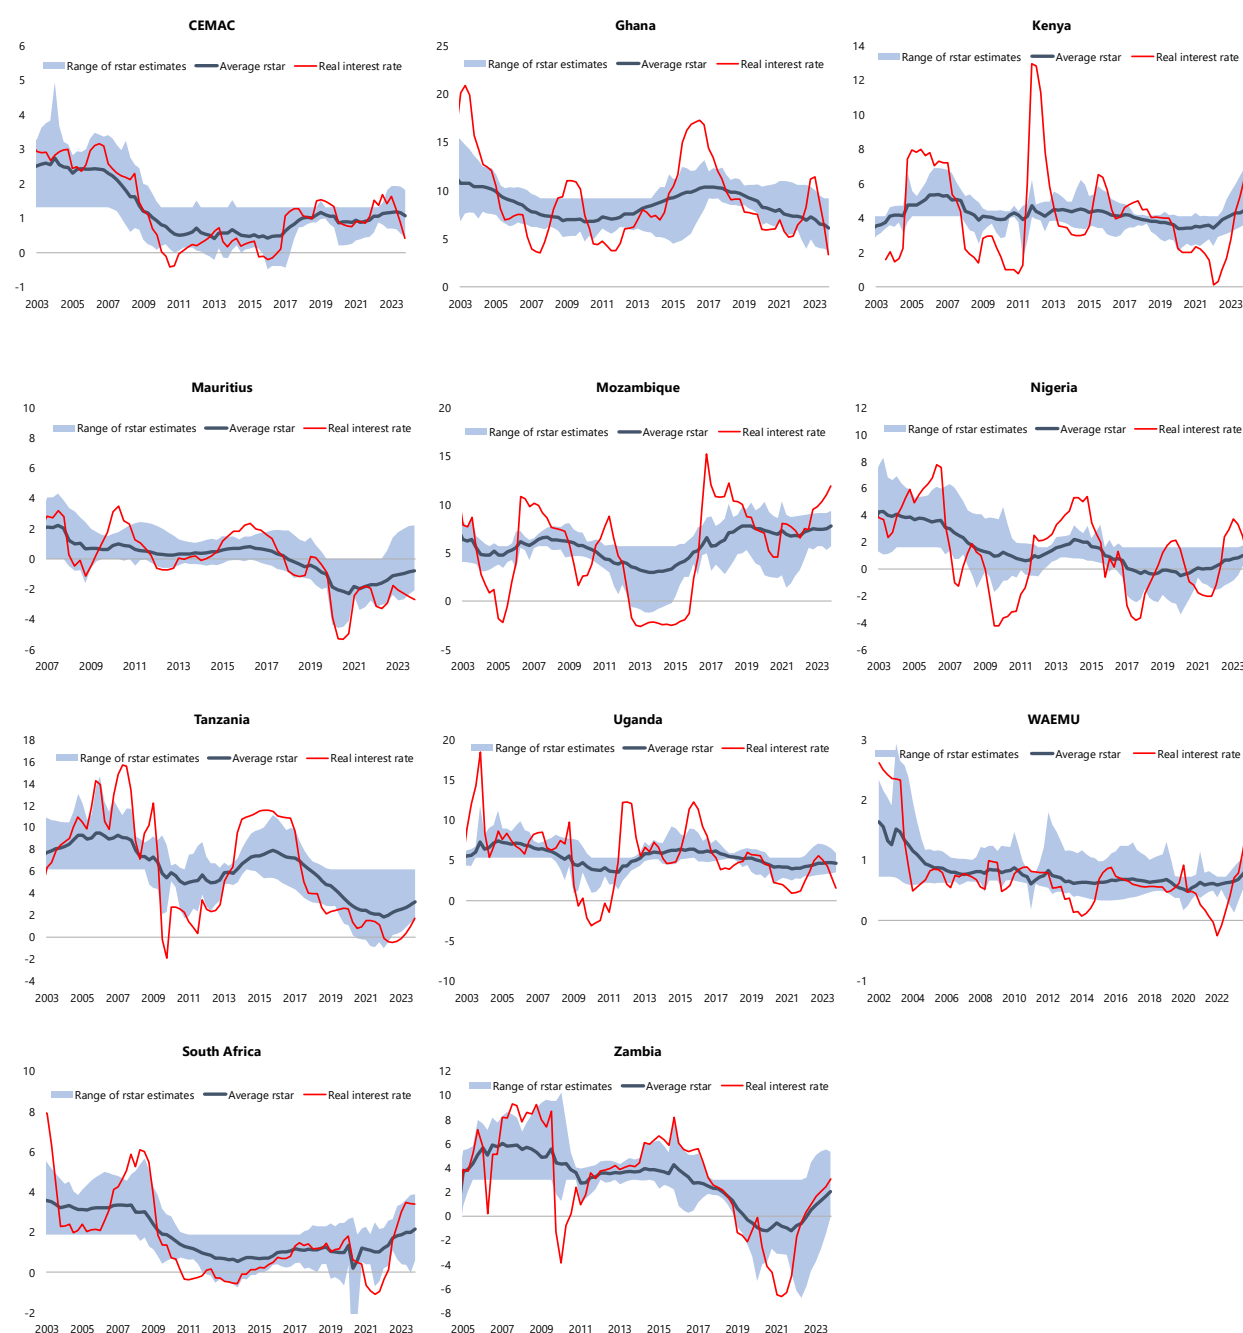 CEMAC
6
5
4
3
2
1
0
-1
Range of rstar estimates Average rstar Real interest rate
2003 2005 2007 2009 2011 2013 2015 2017 2019 2021 2023
Ghana
25
20
15
10
5
0
Range of rstar estimates Average rstar Real interest rate
2003 2005 2007 2009 2011 2013 2015 2017 2019 2021 2023
Kenya
14
12
10
8
6
4
2
0
Range of rstar estimates Average rstar Real interest rate
2003 2005 2007 2009 2011 2013 2015 2017 2019 2021 2023
Mauritius
10
8
6
4
2
0
-2
-4
-6
Range of rstar estimates Average rstar Real interest rate
2007 2009 2011 2013 2015 2017 2019 2021 2023
Mozambique
20
15
10
5
0
-5
Range of rstar estimates Average rstar Real interest rate
2003 2005 2007 2009 2011 2013 2015 2017 2019 2021 2023
Nigeria
12
10
8
6
4
2
0
-2
-4
-6
Range of rstar estimates Average rstar Real interest rate
2003 2005 2007 2009 2011 2013 2015 2017 2019 2021 2023
Tanzania
18
16
14
12
10
8
6
4
2
0
-2
-4
Range of rstar estimates Average rstar Real interest rate
2003 2005 2007 2009 2011 2013 2015 2017 2019 2021 2023
Uganda
20
15
10
5
0
-5
-10
Range of rstar estimates Average rstar Real interest rate
2003 2005 2007 2009 2011 2013 2015 2017 2019 2021 2023
WAEMU
3
2
1
0
-1
Range of rstar estimates Average rstar Real interest rate
2002 2004 2006 2008 2010 2012 2014 2016 2018 2020 2022
South Africa
10
8
6
4
2
0
-2
Range of rstar estimates Average rstar Real interest rate
2003 2005 2007 2009 2011 2013 2015 2017 2019 2021 2023
Zambia
12
10
8
6
4
2
0
-2
-4
-6
-8
Range of rstar estimates Average rstar Real interest rate
2005 2007 2009 2011 2013 2015 2017 2019 2021 2023